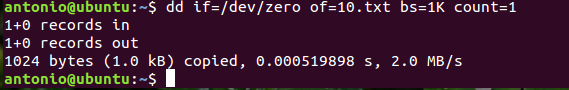 antonio@ubuntu:~$ dd if=/dev/zero of=10.txt bs=1K count=1
1+0 records in
1+0 records out
1024 bytes (1.0 kB) copied, 0.000519898 s, 2.0 MB/s
antonio@ubuntu:~$